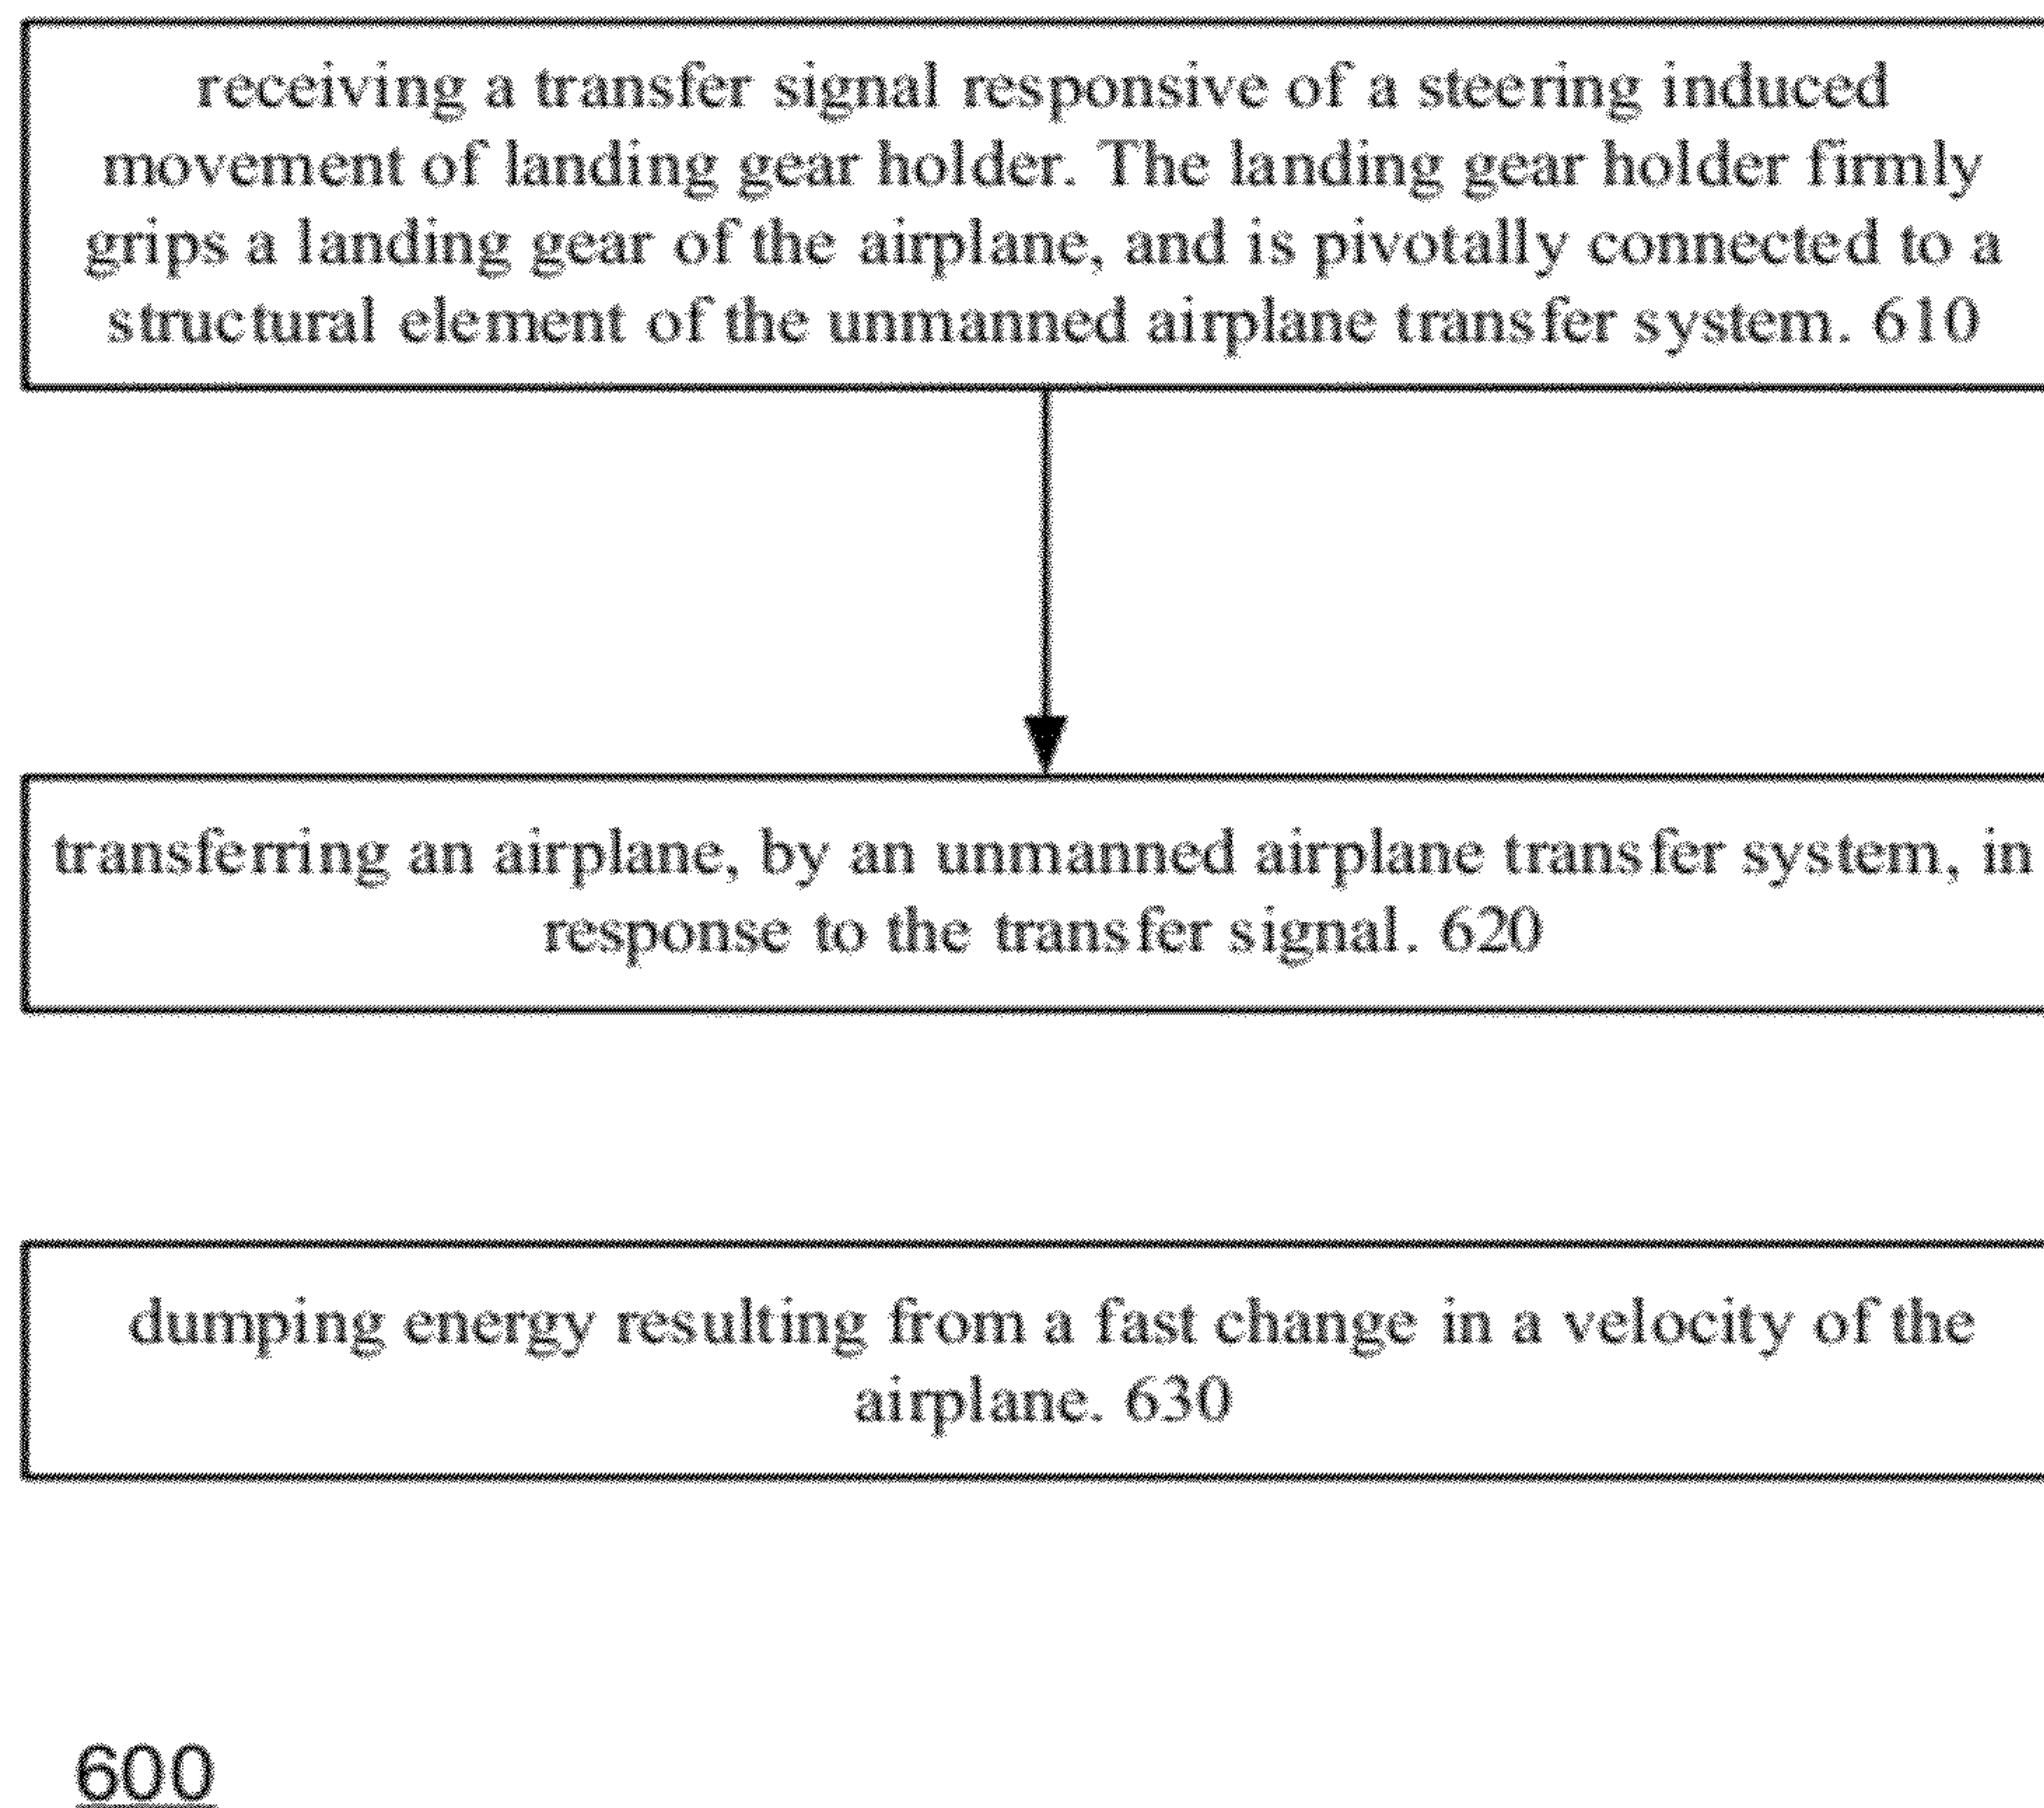 receiving a transfer signal responsive of a steering induced
movement of landing gear holder. The landing gear holder firmly
grips a landing gear of the airplane, and is pivotally connected to a
structural element of the unmanned airplane transfer system. 610
transferring an airplane, by an unmanned airplane transfer system, in
response to the transfer signal. 620
dumping energy resulting from a fast change in a velocity of the
airplane. 630
600